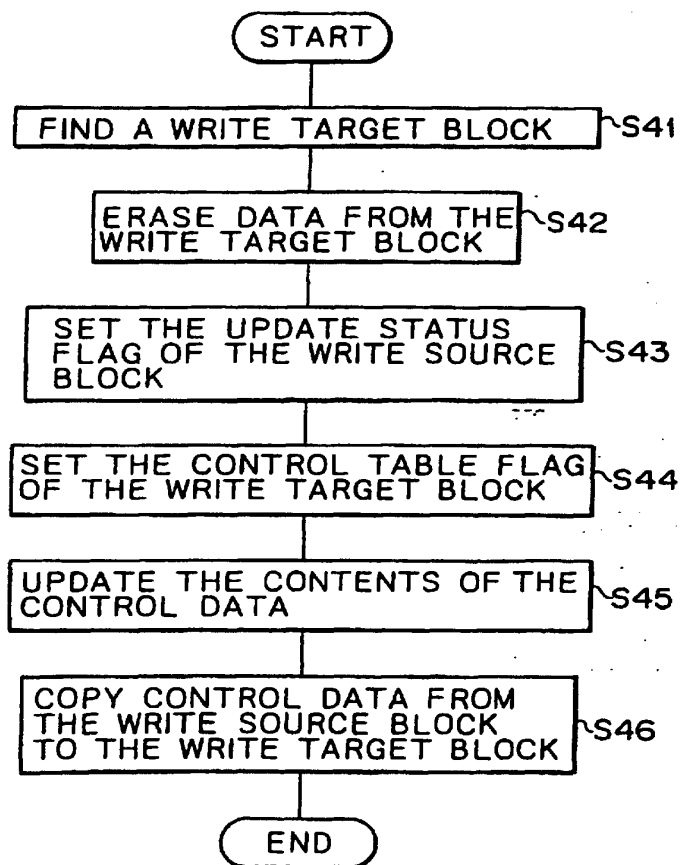 START
FIND A WRITE TARGET BLOCK
S41
ERASE DATA FROM THE
WRITE TARGET BLOCK
S42
SET THE UPDATE STATUS
FLAG OF THE WRITE SOURCE
BLOCK
S43
SET THE CONTROL TABLE FLAG
OF THE WRITE TARGET BLOCK
S44
UPDATE THE CONTENTS OF THE
CONTROL DATA
S45
COPY CONTROL DATA FROM
THE WRITE SOURCE BLOCK
TO THE WRITE TARGET BLOCK
S46
END